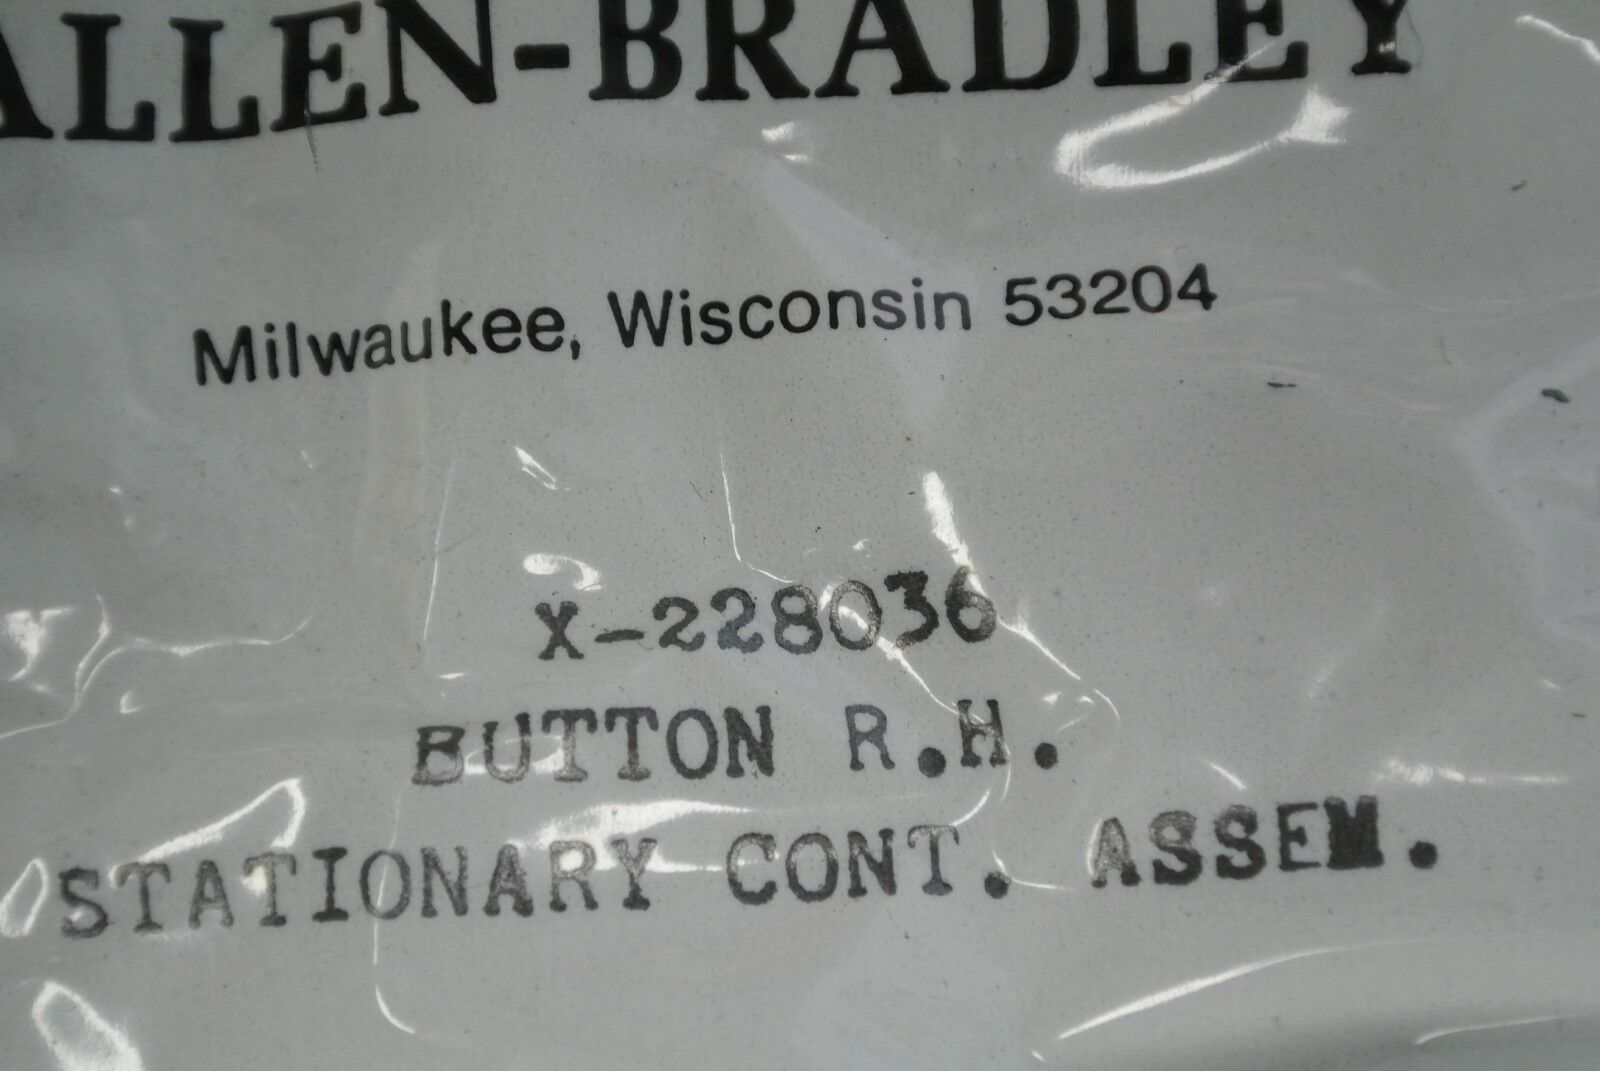 ALLEN-BRADLEY
Milwaukee, Wisconsin 53204
X-228036
BUTTON R.H.
STATIONARY CONT. ASSEM.